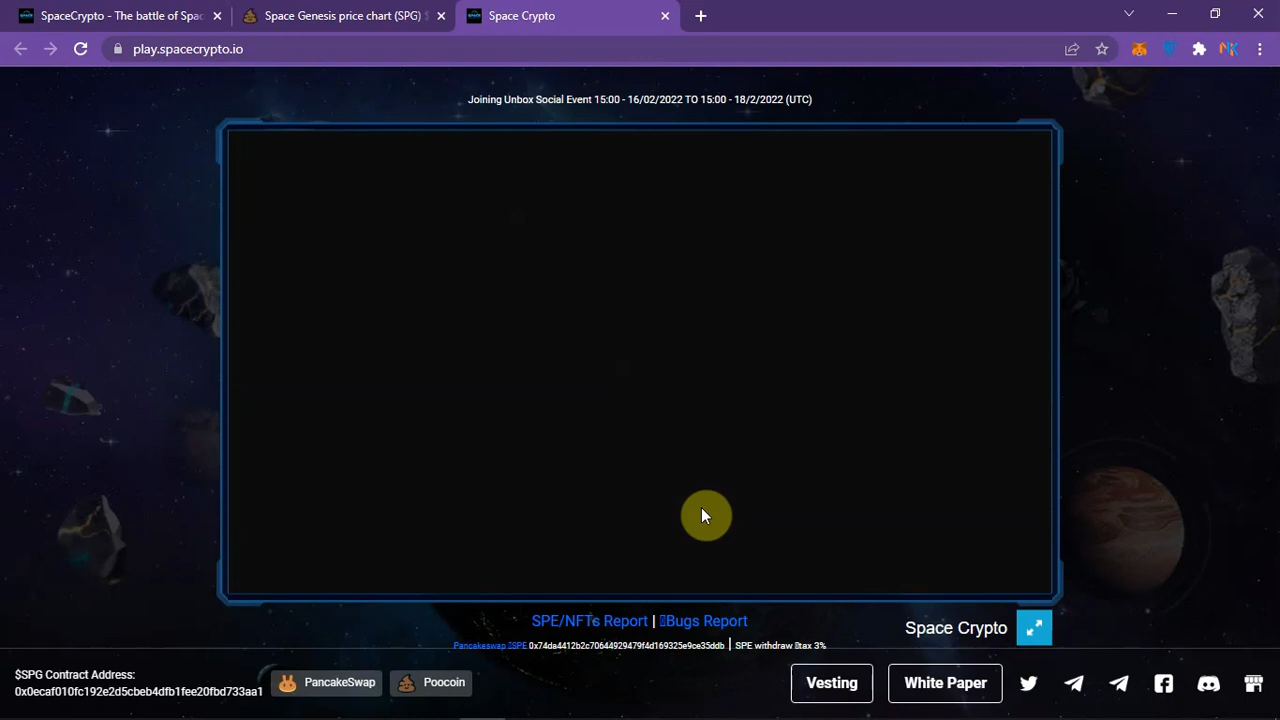 SpaceCrypto - The battle of Spac
Space Genesis price chart (SPG) $
Space Crypto
play.spacecrypto.io
Joining Unbox Social Event 15:00 - 16/02/2022 TO 15:00 - 18/2/2022 (UTC)
SPE/NFTs Report | Bugs Report
Space Crypto
Pancakeswap SPE 0x74da4412b2c70644929479f4d169325e9ce35ddb | SPE withdraw tax 3%
$SPG Contract Address:
0x0ecaf010fc192e2d5cbeb4dfb1fee20fbd733aa1
PancakeSwap
Poocoin
Vesting
White Paper